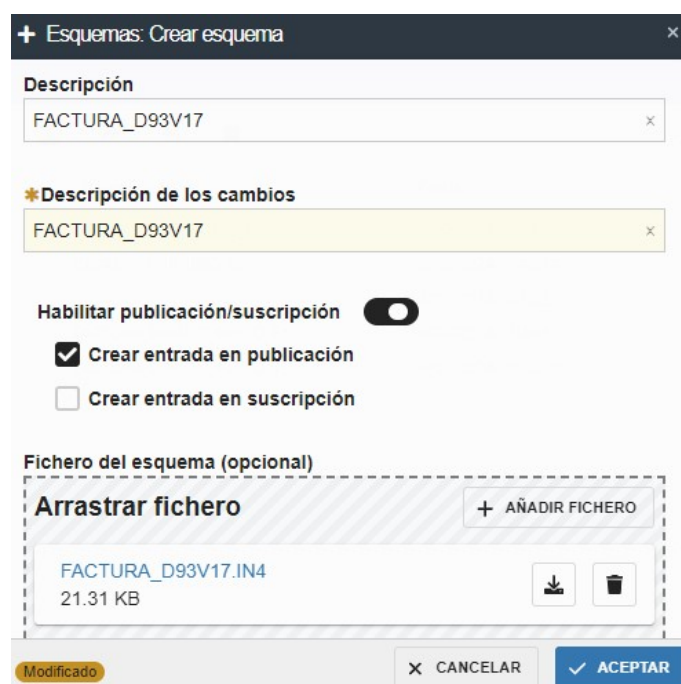 + Esquemas: Crear esquema ×
Descripción
FACTURA_D93V17 ×
✱Descripción de los cambios
FACTURA_D93V17 ×
Habilitar publicación/suscripción
Crear entrada en publicación
Crear entrada en suscripción
Fichero del esquema (opcional)
Arrastrar fichero + AÑADIR FICHERO
FACTURA_D93V17.IN4
21.31 KB
Modificado × CANCELAR ✓ ACEPTAR